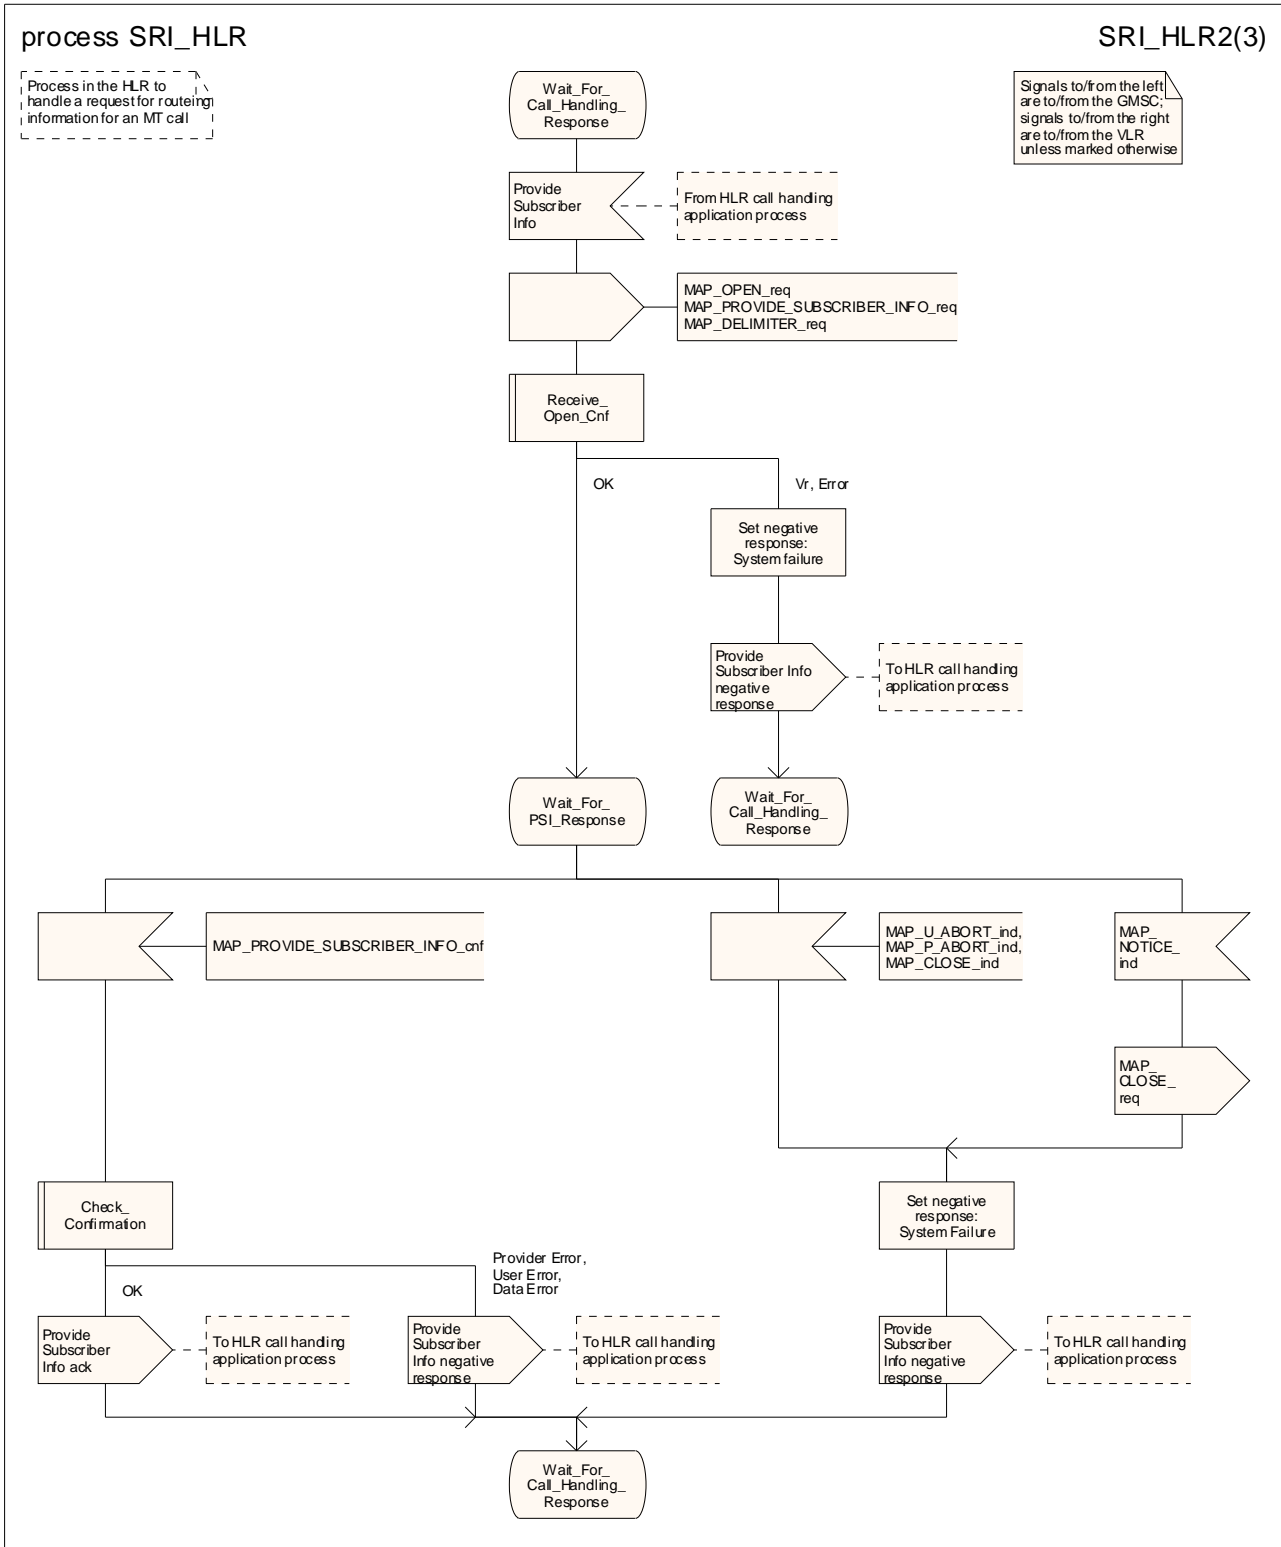 process SRI_HLR
SRI_HLR2(3)
Process in the HLR to
handle a request for routeing
information for an MT call
Wait_For_
Call_Handling_
Response
Signals to/from the left
are to/from the GMSC;
signals to/from the right
are to/from the VLR
unless marked otherwise
Provide
Subscriber
Info
From HLR call handling
application process
MAP_OPEN_req
MAP_PROVIDE_SUBSCRIBER_INFO_req
MAP_DELIMITER_req
Receive_
Open_Cnf
OK
Vr, Error
Set negative
response:
System failure
Provide
Subscriber Info
negative
response
To HLR call handling
application process
Wait_For_
PSI_Response
Wait_For_
Call_Handling_
Response
MAP_PROVIDE_SUBSCRIBER_INFO_cnf
MAP_U_ABORT_ind,
MAP_P_ABORT_ind,
MAP_CLOSE_ind
MAP_
NOTICE_
ind
MAP_
CLOSE_
req
Check_
Confirmation
Set negative
response:
System Failure
OK
Provider Error,
User Error,
Data Error
Provide
Subscriber
Info ack
To HLR call handling
application process
Provide
Subscriber
Info negative
response
To HLR call handling
application process
Provide
Subscriber
Info negative
response
To HLR call handling
application process
Wait_For_
Call_Handling_
Response